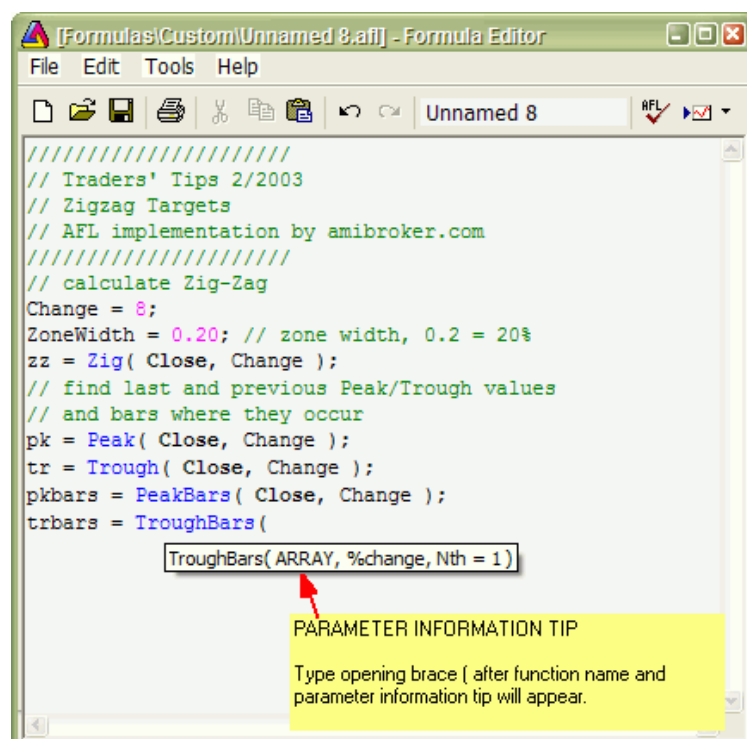 [Formulas\Custom\Unnamed 8.afl] - Formula Editor
File Edit Tools Help
Unnamed 8 AFL
//////////////////////
// Traders' Tips 2/2003
// Zigzag Targets
// AFL implementation by amibroker.com
//////////////////////
// calculate Zig-Zag
Change = 8;
ZoneWidth = 0.20; // zone width, 0.2 = 20%
zz = Zig( Close, Change );
// find last and previous Peak/Trough values
// and bars where they occur
pk = Peak( Close, Change );
tr = Trough( Close, Change );
pkbars = PeakBars( Close, Change );
trbars = TroughBars(
TroughBars( ARRAY, %change, Nth = 1 )
PARAMETER INFORMATION TIP
Type opening brace ( after function name and
parameter information tip will appear.